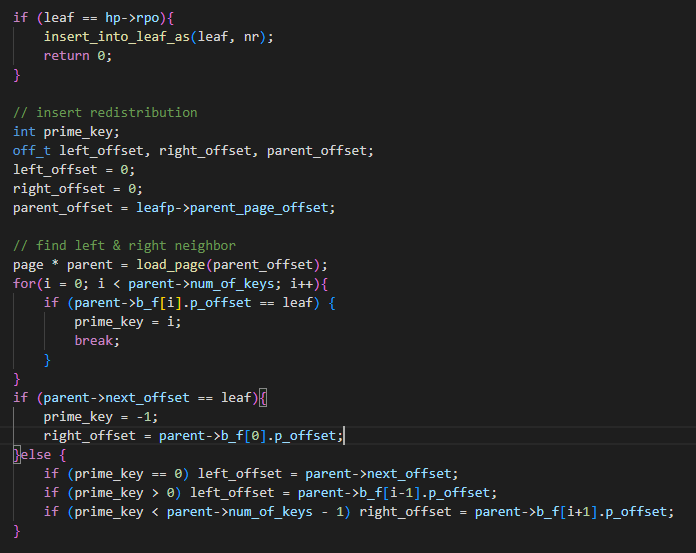 if (leaf == hp->rpo){
    insert_into_leaf_as(leaf, nr);
    return 0;
}

// insert redistribution
int prime_key;
off_t left_offset, right_offset, parent_offset;
left_offset = 0;
right_offset = 0;
parent_offset = leafp->parent_page_offset;

// find left & right neighbor
page * parent = load_page(parent_offset);
for(i = 0; i < parent->num_of_keys; i++){
    if (parent->b_f[i].p_offset == leaf) {
        prime_key = i;
        break;
    }
}
if (parent->next_offset == leaf){
    prime_key = -1;
    right_offset = parent->b_f[0].p_offset;
}else {
    if (prime_key == 0) left_offset = parent->next_offset;
    if (prime_key > 0) left_offset = parent->b_f[i-1].p_offset;
    if (prime_key < parent->num_of_keys - 1) right_offset = parent->b_f[i+1].p_offset;
}